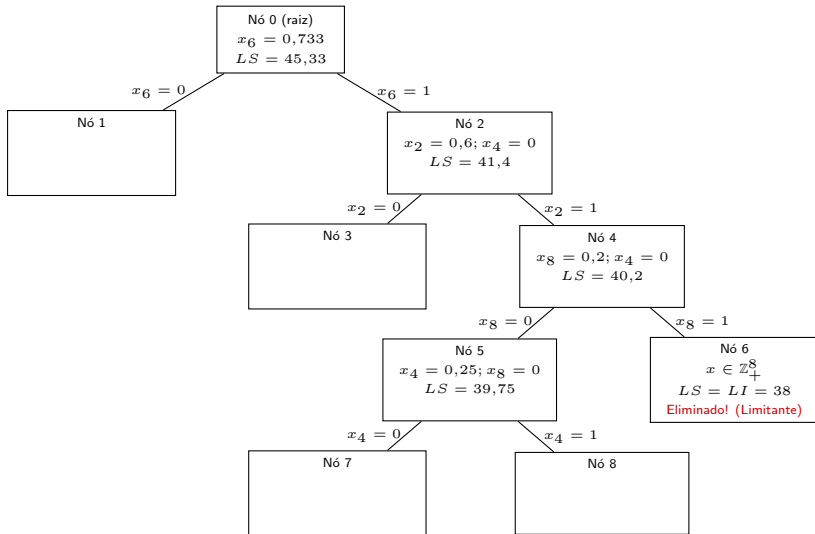 Nó 0 (raiz)
x₆ = 0,733
LS = 45,33
x₆ = 0
x₆ = 1
Nó 1
Nó 2
x₂ = 0,6; x₄ = 0
LS = 41,4
x₂ = 0
x₂ = 1
Nó 3
Nó 4
x₈ = 0,2; x₄ = 0
LS = 40,2
x₈ = 0
x₈ = 1
Nó 5
x₄ = 0,25; x₈ = 0
LS = 39,75
Nó 6
x ∈ ℤ₊⁸
LS = LI = 38
Eliminado! (Limitante)
x₄ = 0
x₄ = 1
Nó 7
Nó 8